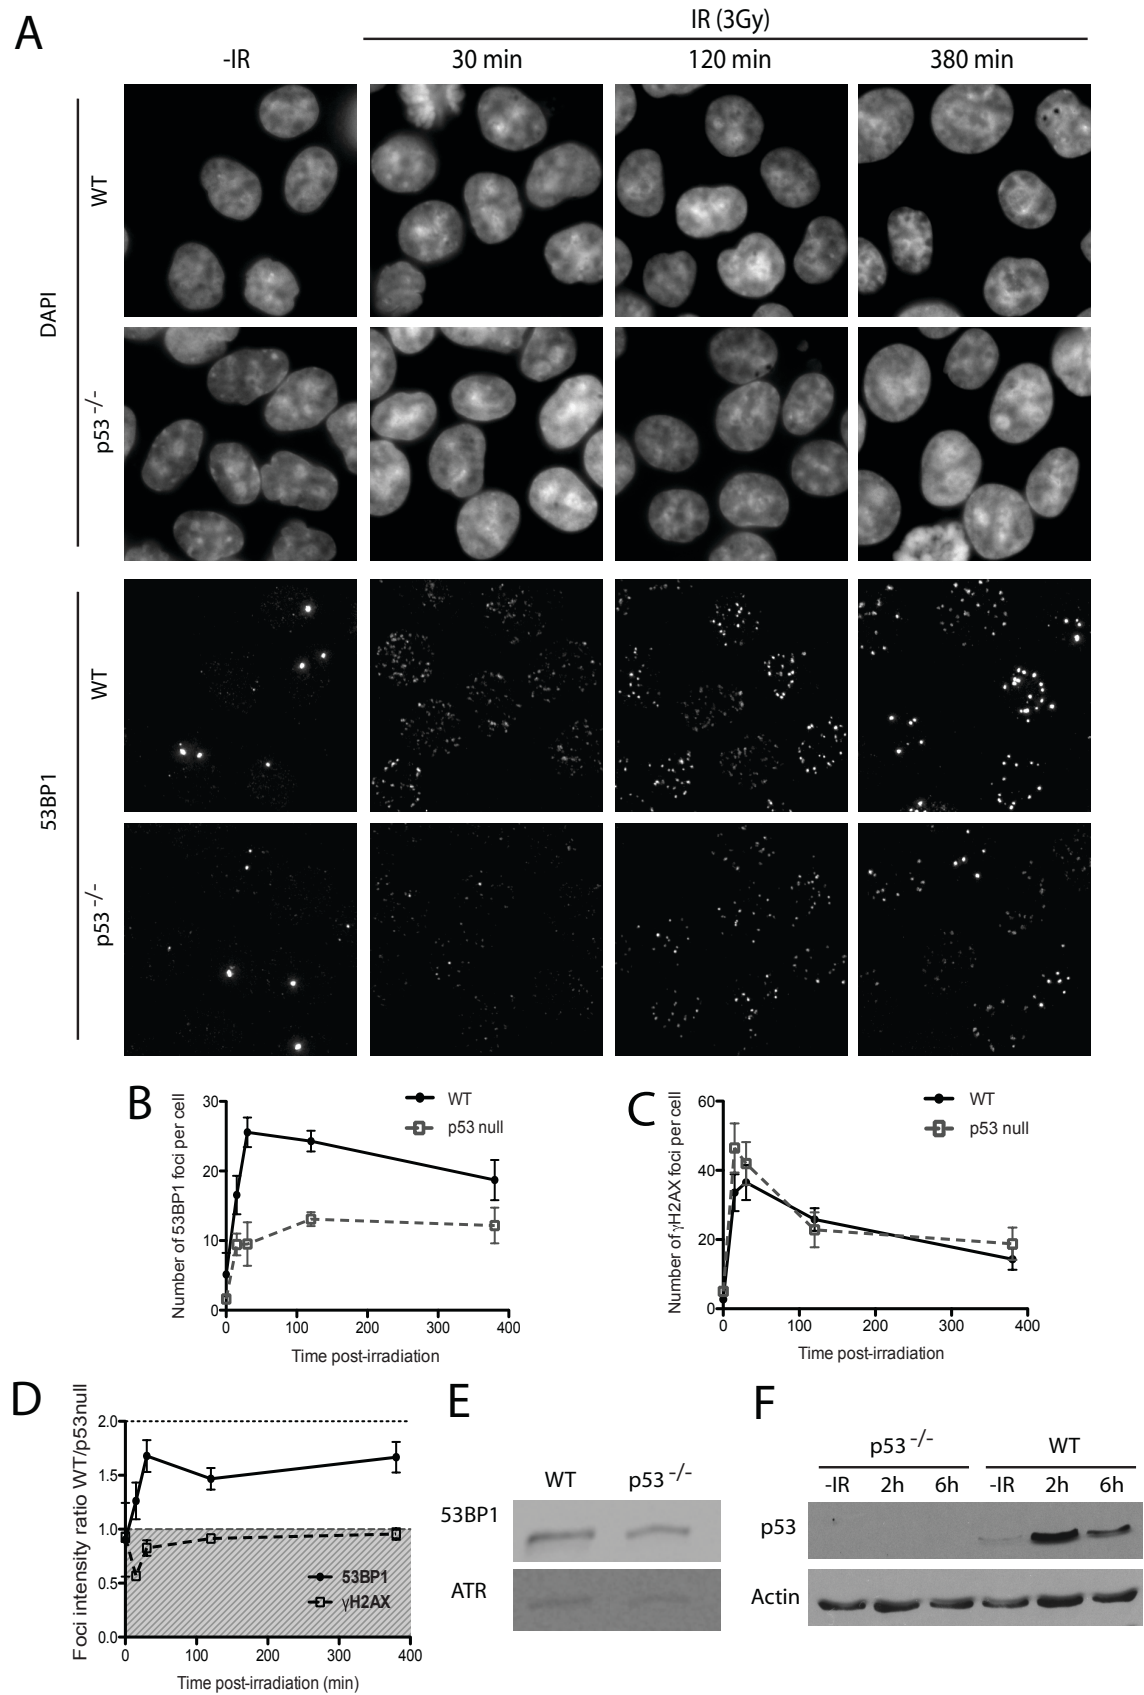 A
IR (3Gy)
-IR
30 min
120 min
380 min
DAPI
WT
p53 -/-
53BP1
WT
p53 -/-
B
Number of 53BP1 foci per cell
30
20
10
0
0 100 200 300 400
Time post-irradiation
WT
p53 null
C
Number of γH2AX foci per cell
60
40
20
0
0 100 200 300 400
Time post-irradiation
WT
p53 null
D
Foci intensity ratio WT/p53null
2.0
1.5
1.0
0.5
0.0
0 100 200 300 400
Time post-irradiation (min)
53BP1
γH2AX
E
WT p53 -/-
53BP1
ATR
F
p53 -/- WT
-IR 2h 6h -IR 2h 6h
p53
Actin